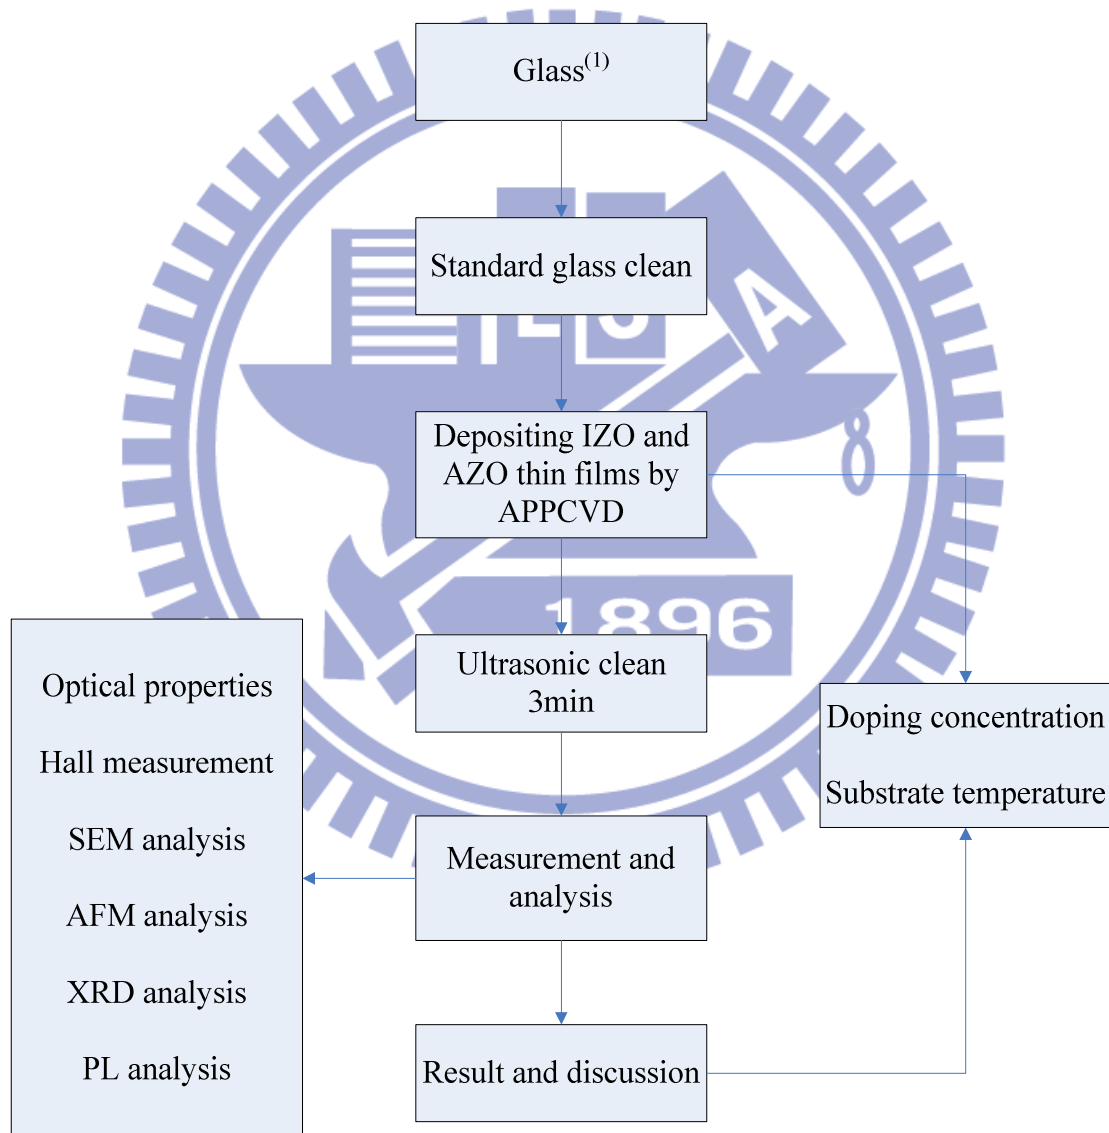 Glass(1)
Standard glass clean
Depositing IZO and
AZO thin films by
APPCVD
Ultrasonic clean
3min
Measurement and
analysis
Result and discussion
Optical properties
Hall measurement
SEM analysis
AFM analysis
XRD analysis
PL analysis
Doping concentration
Substrate temperature
A
1896